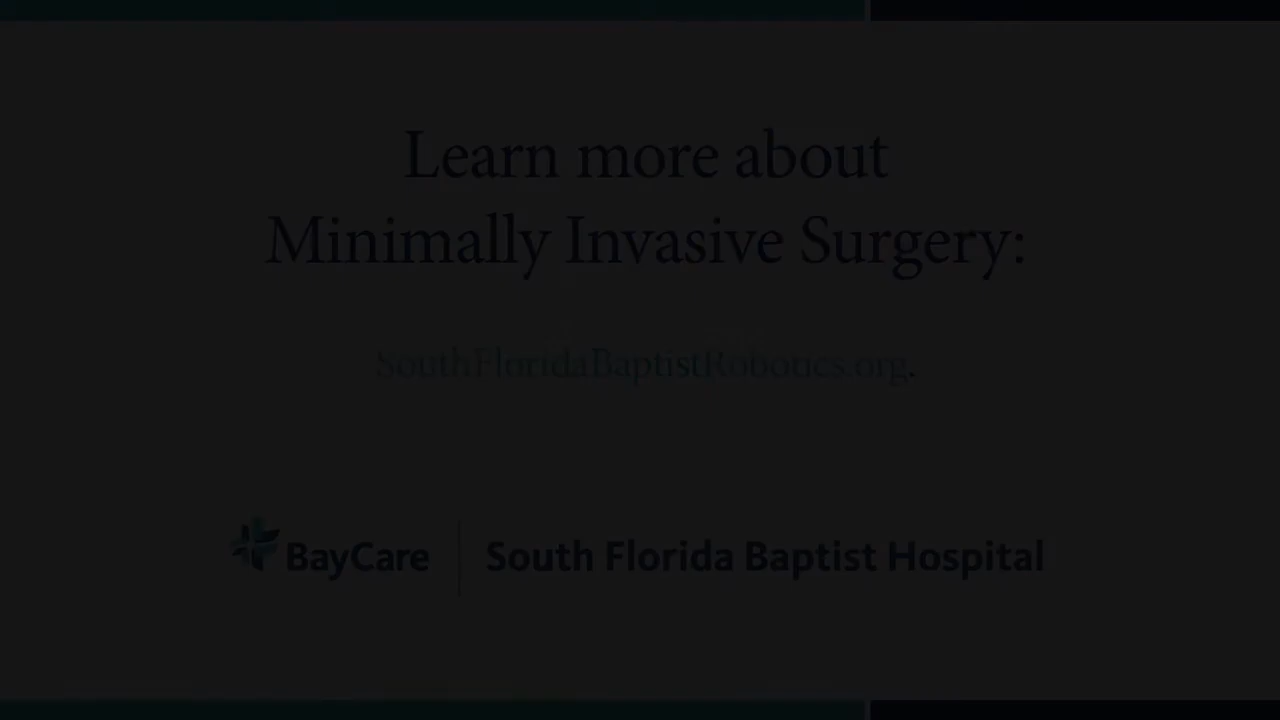 Learn more about
Minimally Invasive Surgery:
SouthFloridaBaptistRobotics.org.
BayCare | South Florida Baptist Hospital